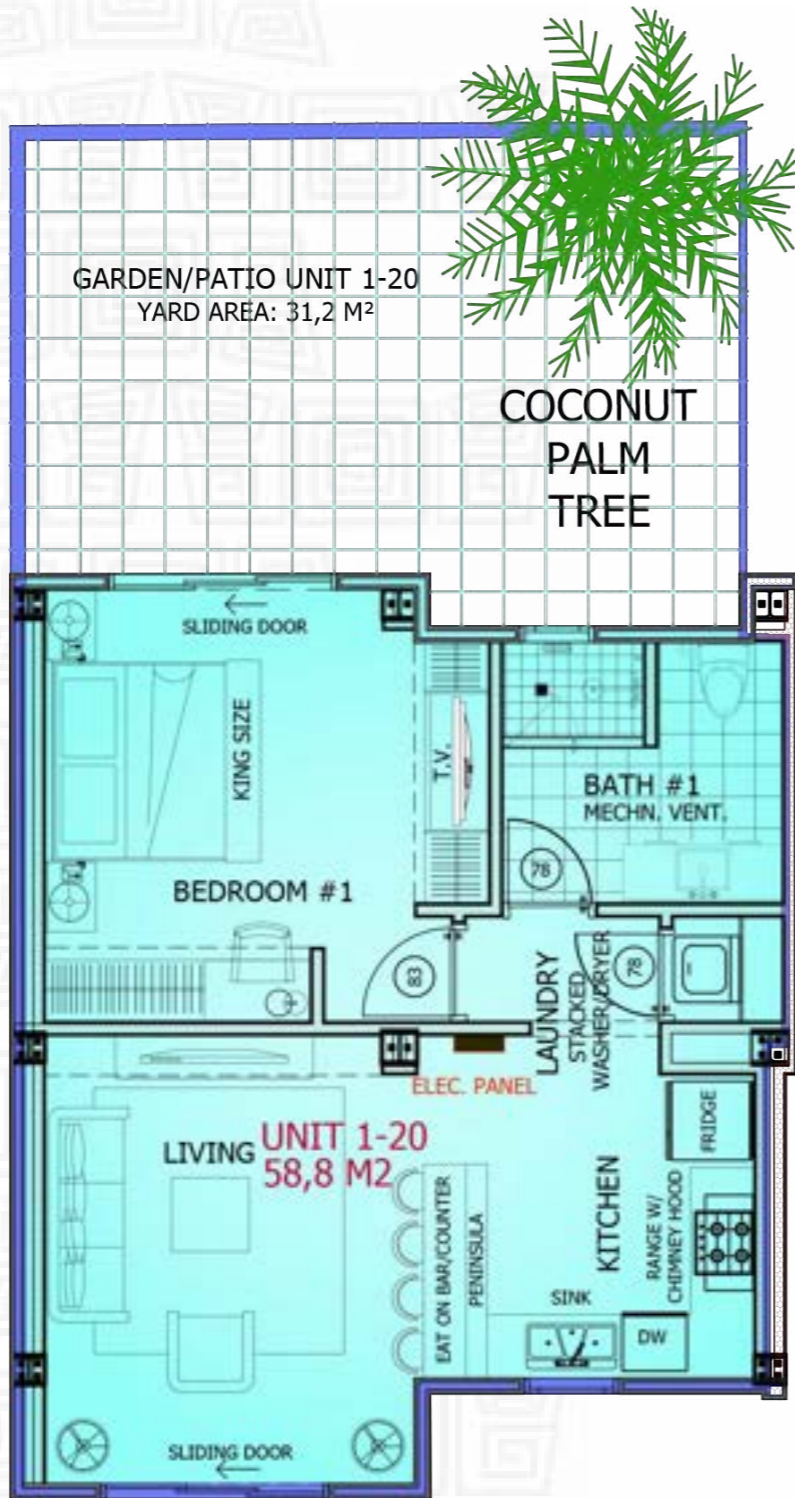 GARDEN/PATIO UNIT 1-20
YARD AREA: 31,2 M²
COCONUT
PALM
TREE
SLIDING DOOR
KING SIZE
T.V.
BATH #1
MECHN. VENT.
78
BEDROOM #1
83
LAUNDRY
STACKED
WASHER/DRYER
78
ELEC. PANEL
LIVING
UNIT 1-20
58,8 M2
FRIDGE
KITCHEN
RANGE W/
CHIMNEY HOOD
EAT ON BAR/COUNTER
PENINSULA
SINK
DW
SLIDING DOOR